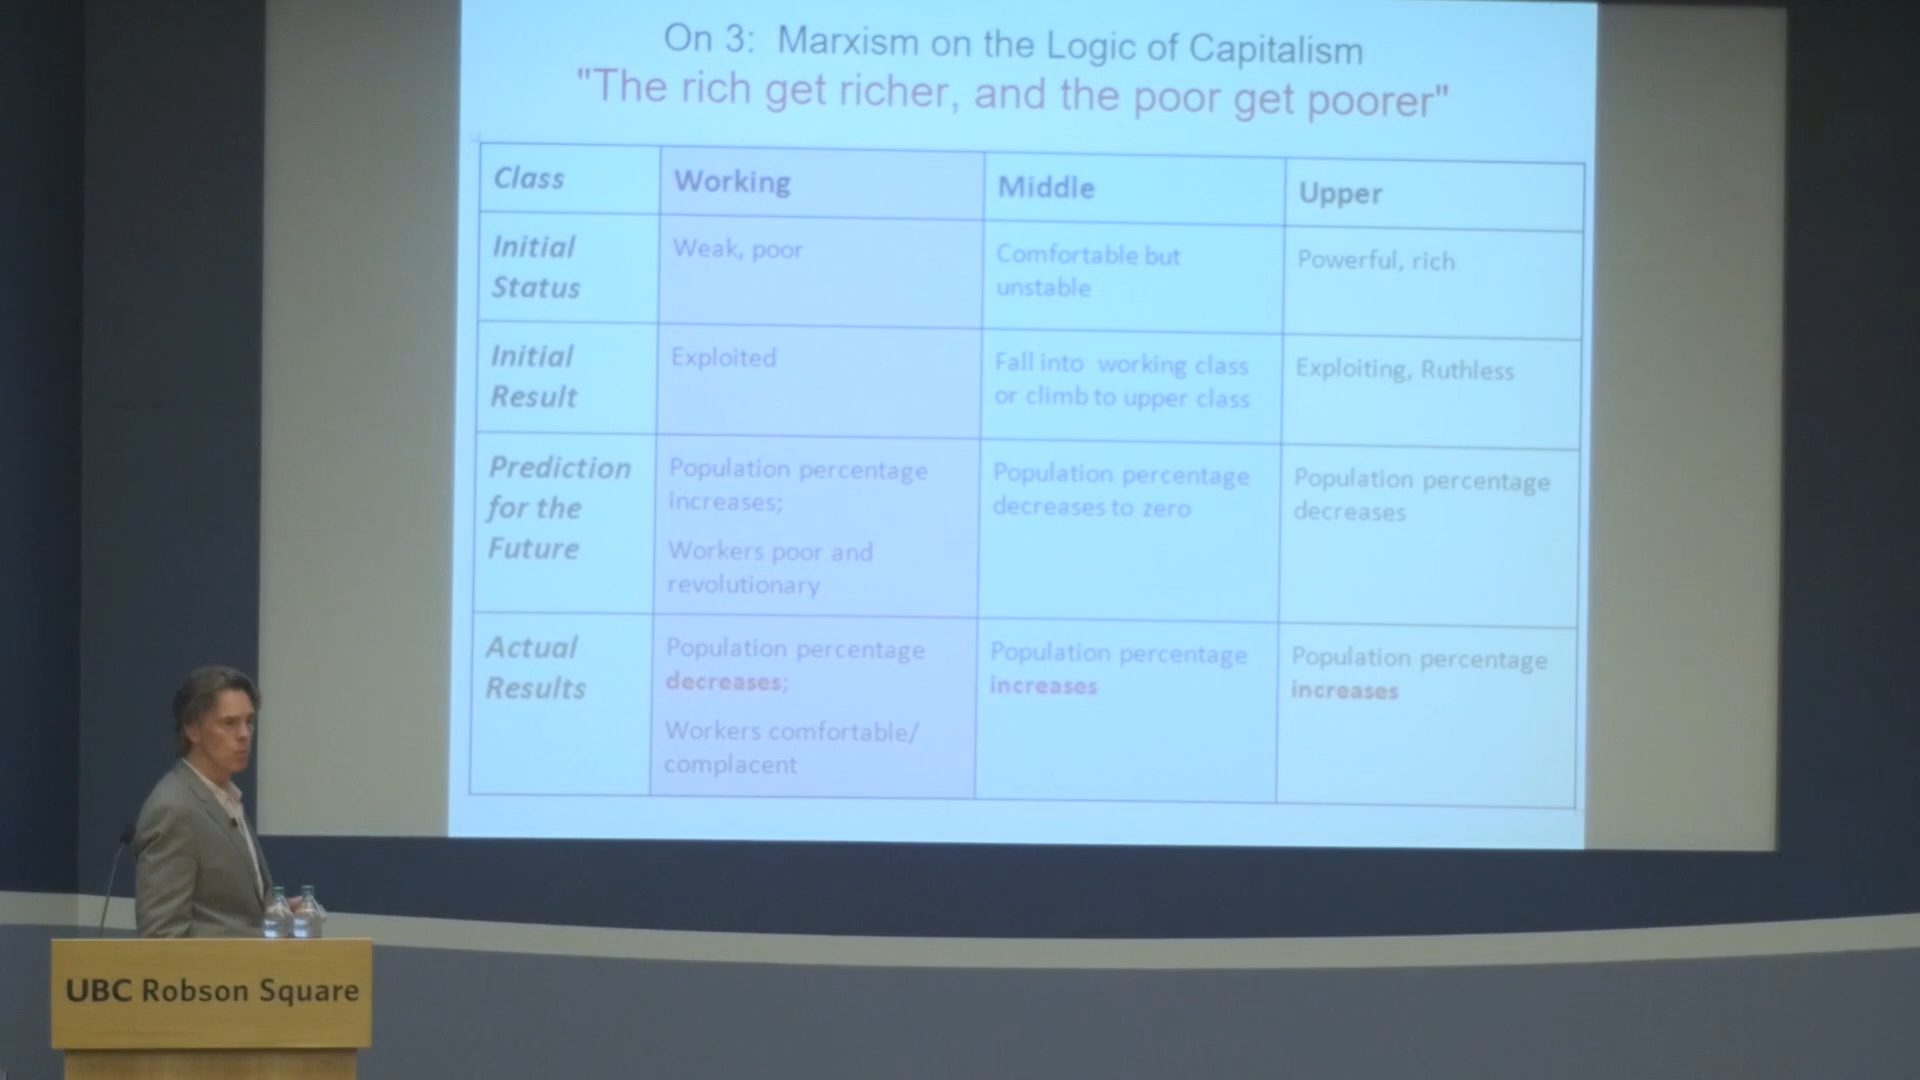 On 3: Marxism on the Logic of Capitalism
"The rich get richer, and the poor get poorer"
Class
Working
Middle
Upper
Initial
Status
Weak, poor
Comfortable but
unstable
Powerful, rich
Initial
Result
Exploited
Fall into working class
or climb to upper class
Exploiting, Ruthless
Prediction
for the
Future
Population percentage
increases;
Workers poor and
revolutionary
Population percentage
decreases to zero
Population percentage
decreases
Actual
Results
Population percentage
decreases;
Workers comfortable/
complacent
Population percentage
increases
Population percentage
increases
UBC Robson Square